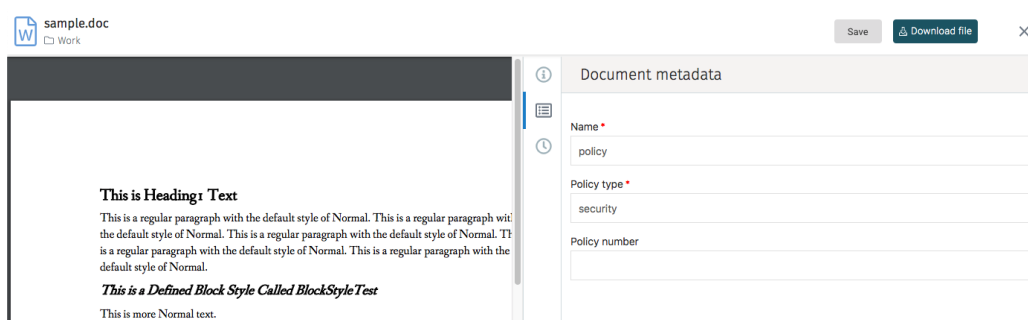 sample.doc
Work
Save
Download file
Document metadata
Name *
policy
Policy type *
security
Policy number
This is Heading1 Text
This is a regular paragraph with the default style of Normal. This is a regular paragraph
the default style of Normal. This is a regular paragraph with the default style of Normal.
is a regular paragraph with the default style of Normal. This is a regular paragraph with the
default style of Normal.
This is a Defined Block Style Called BlockStyleTest
This is more Normal text.